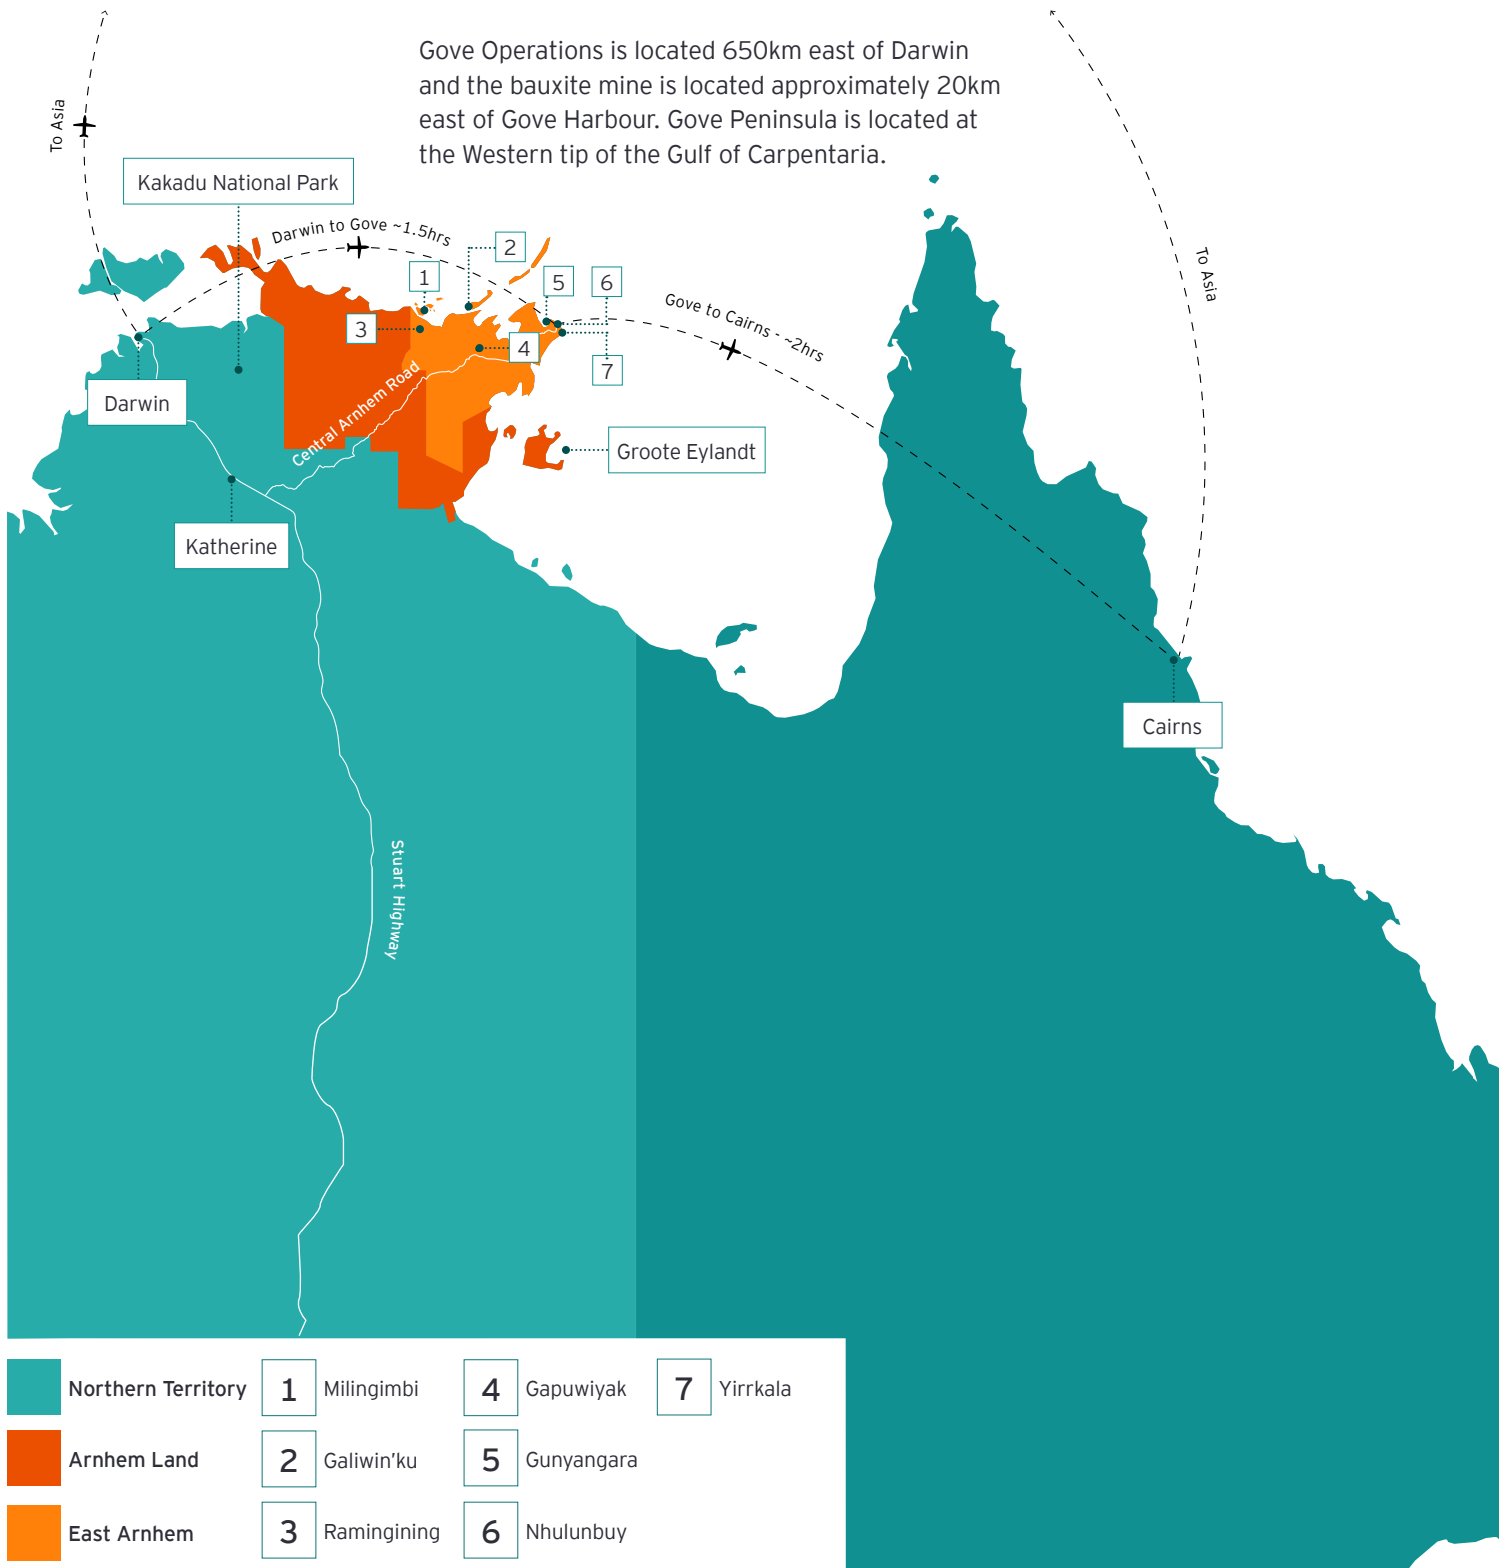 Gove Operations is located 650km east of Darwin
and the bauxite mine is located approximately 20km
east of Gove Harbour. Gove Peninsula is located at
the Western tip of the Gulf of Carpentaria.
To Asia
Kakadu National Park
Darwin to Gove ~1.5hrs
2
1
5
6
To Asia
Gove to Cairns - ~2hrs
3
4
7
Darwin
Central Arnhem Road
Groote Eylandt
Katherine
Cairns
Stuart Highway
Northern Territory
1 Milingimbi
4 Gapuwiyak
7 Yirrkala
Arnhem Land
2 Galiwin’ku
5 Gunyangara
East Arnhem
3 Ramingining
6 Nhulunbuy